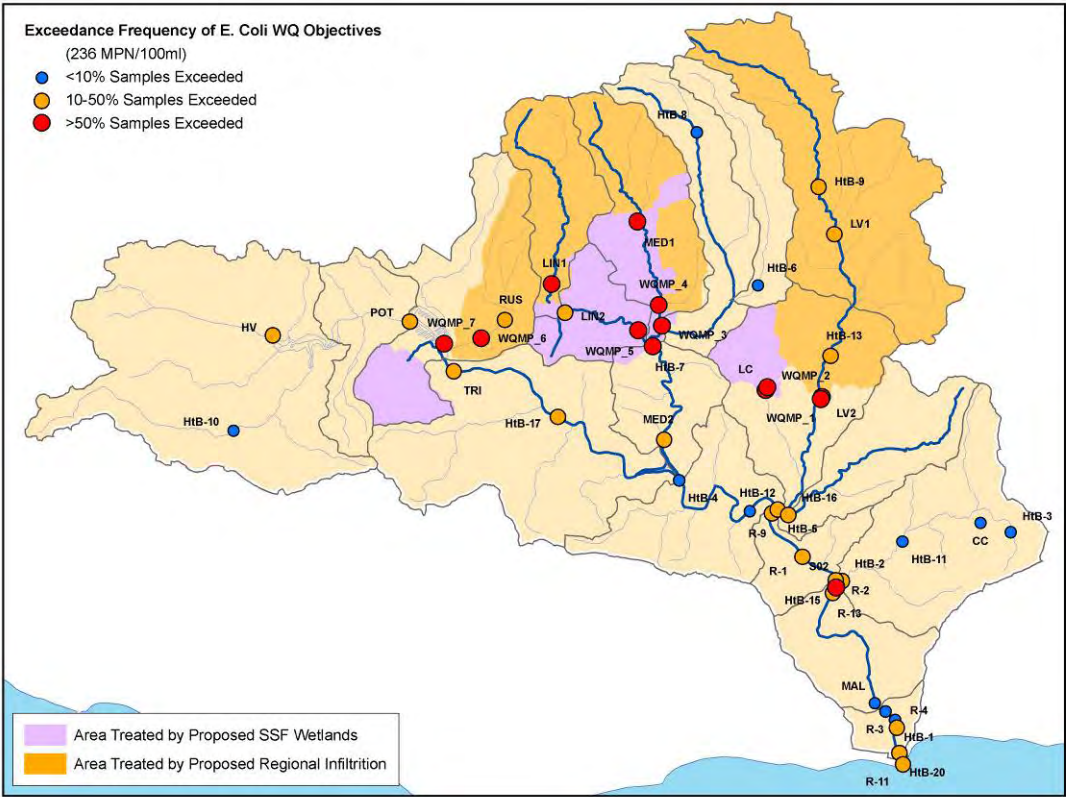 Exceedance Frequency of E. Coli WQ Objectives
(236 MPN/100ml)
<10% Samples Exceeded
10-50% Samples Exceeded
>50% Samples Exceeded
HtB-8
HtB-9
LV1
MED1
LIN1
HtB-6
WQMP_4
RUS
POT
LIN2
WQMP_7
HV
WQMP_6
WQMP_3
HtB-13
WQMP_5
HtB-7
LC
WQMP_2
TRI
LV2
WQMP_1
HtB-17
MED2
HtB-10
HtB-4
HtB-12
HtB-16
HtB-3
HtB-6
R-9
CC
HtB-11
S02
HtB-2
R-1
R-2
HtB-15
R-13
MAL
R-4
R-3
HtB-1
HtB-20
R-11
Area Treated by Proposed SSF Wetlands
Area Treated by Proposed Regional Infiltrition